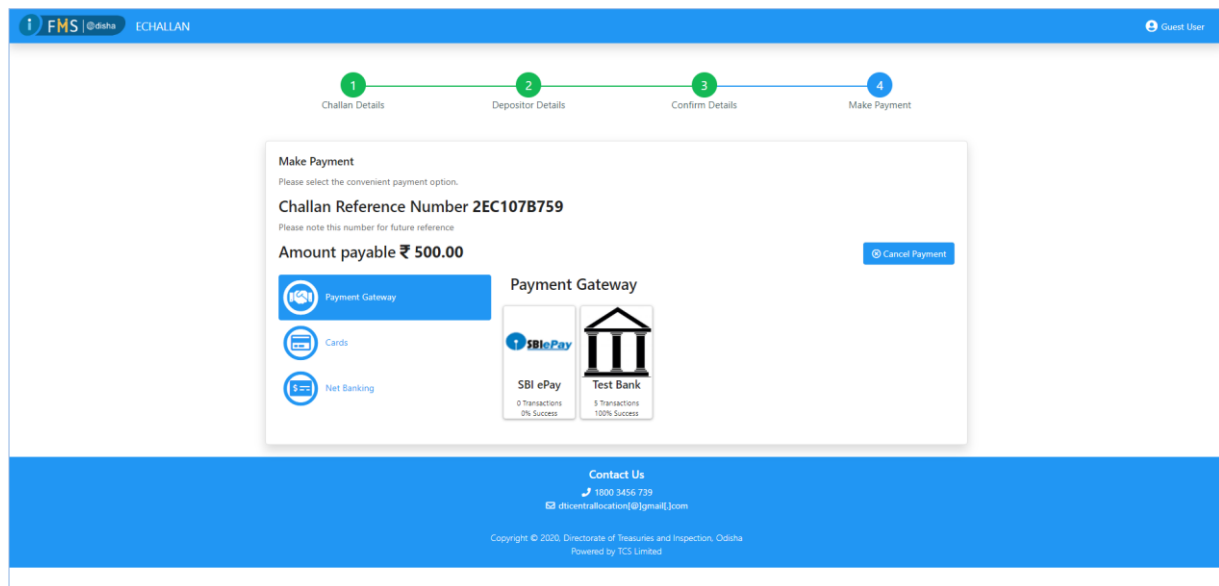 i FMS | @disha ECHALLAN
Guest User
1 2 3 4
Challan Details Depositor Details Confirm Details Make Payment
Make Payment
Please select the convenient payment option.
Challan Reference Number 2EC107B759
Please note this number for future reference
Amount payable ₹ 500.00
Cancel Payment
Payment Gateway
Cards
Net Banking
Payment Gateway
SBIePay
SBI ePay
0 Transactions
0% Success
Test Bank
5 Transactions
100% Success
Contact Us
1800 3456 739
dticentrallocation[@]gmail[.]com
Copyright © 2020, Directorate of Treasuries and Inspection, Odisha
Powered by TCS Limited